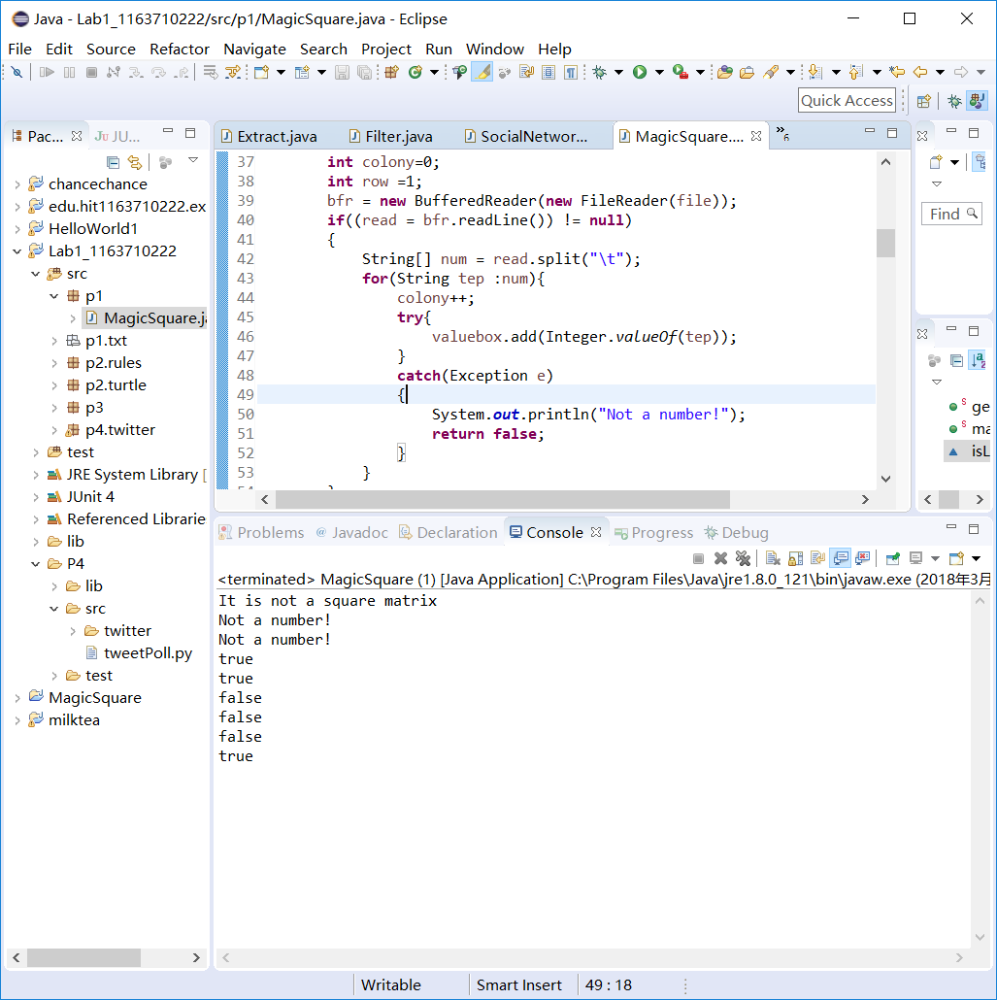 Java - Lab1_1163710222/src/p1/MagicSquare.java - Eclipse
File Edit Source Refactor Navigate Search Project Run Window Help
Quick Access
Pac...
JU...
chancechance
edu.hit1163710222.ex
HelloWorld1
Lab1_1163710222
src
p1
MagicSquare.ja
p1.txt
p2.rules
p2.turtle
p3
p4.twitter
test
JRE System Library [
JUnit 4
Referenced Librarie
lib
P4
lib
src
twitter
tweetPoll.py
test
MagicSquare
milktea
Extract.java Filter.java SocialNetwor... MagicSquare.... »6
37 int colony=0;
38 int row =1;
39 bfr = new BufferedReader(new FileReader(file));
40 if((read = bfr.readLine()) != null)
41 {
42 String[] num = read.split("\t");
43 for(String tep :num){
44 colony++;
45 try{
46 valuebox.add(Integer.valueOf(tep));
47 }
48 catch(Exception e)
49 {
50 System.out.println("Not a number!");
51 return false;
52 }
53 }
Find
ge
ma
isL
Problems @ Javadoc Declaration Console Progress Debug
<terminated> MagicSquare (1) [Java Application] C:\Program Files\Java\jre1.8.0_121\bin\javaw.exe (2018年3月
It is not a square matrix
Not a number!
Not a number!
true
true
false
false
false
true
Writable Smart Insert 49 : 18